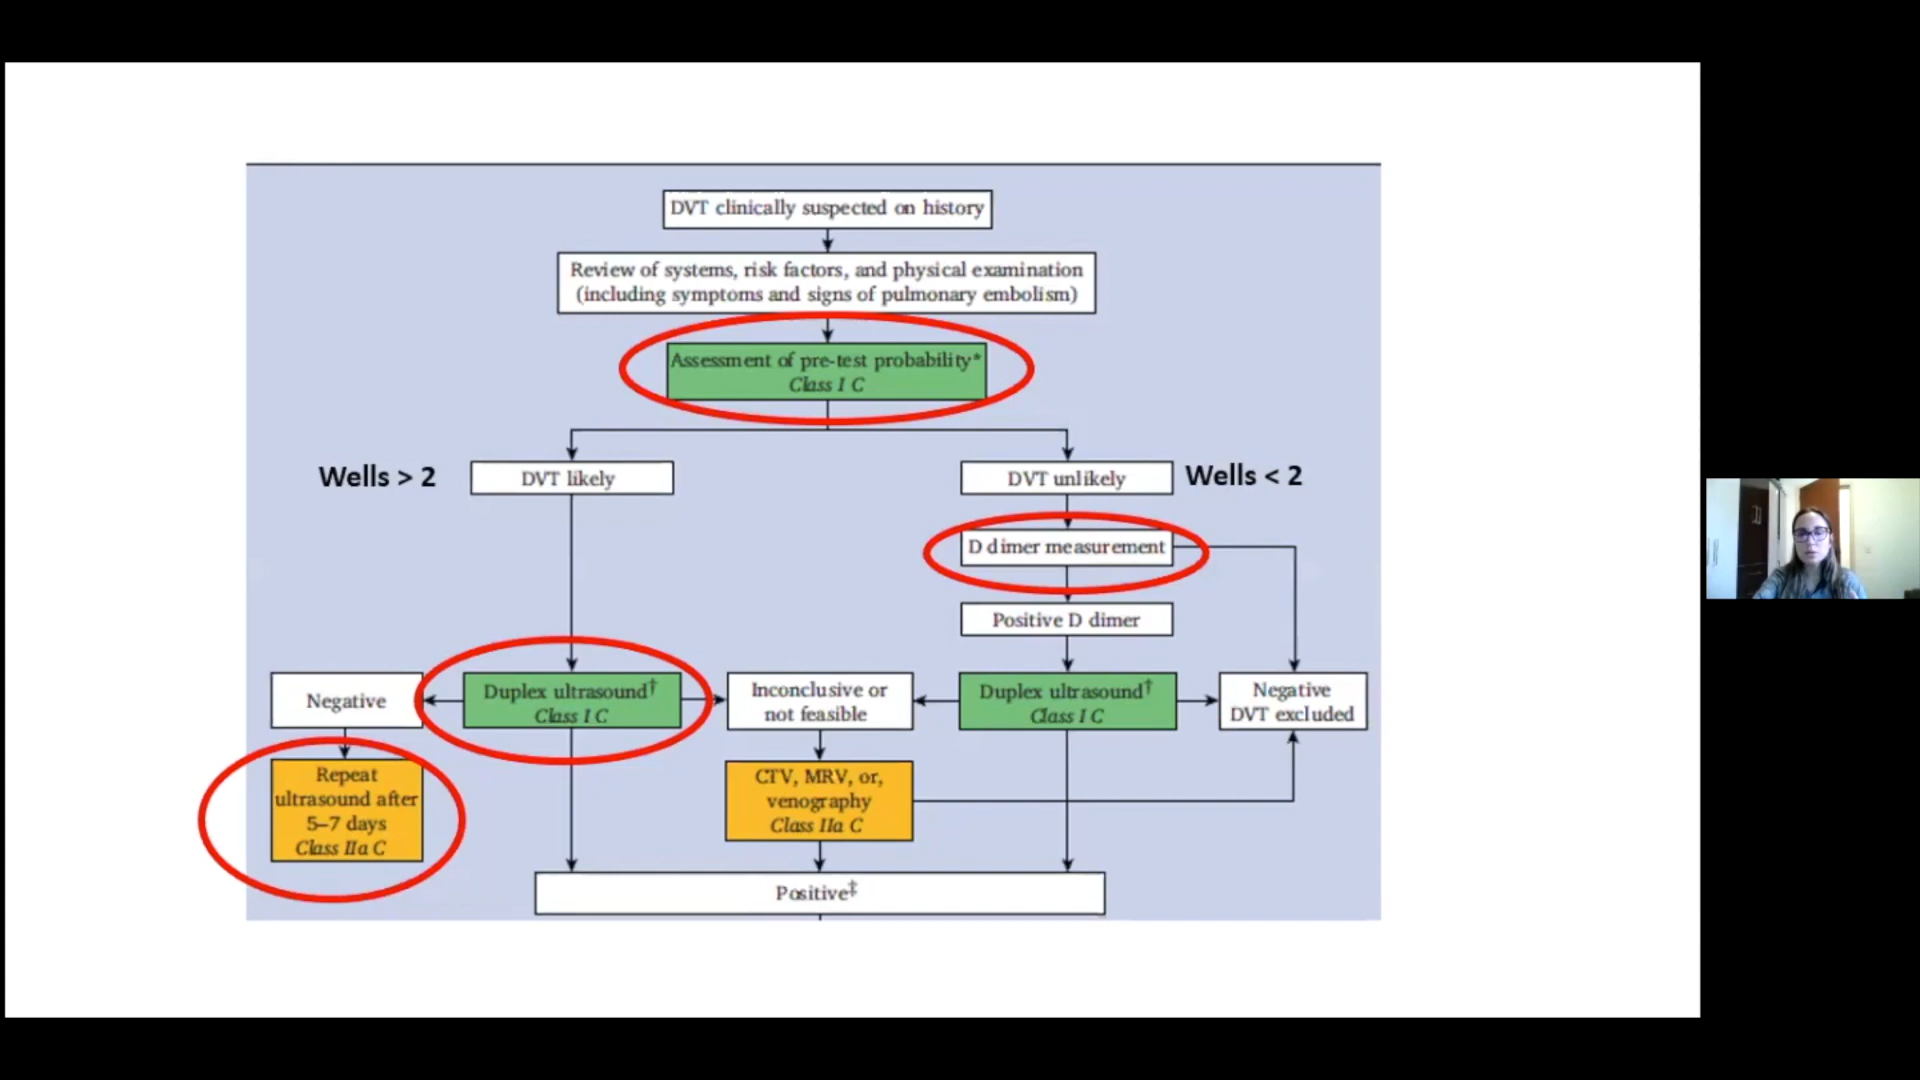 DVT clinically suspected on history
Review of systems, risk factors, and physical examination
(including symptoms and signs of pulmonary embolism)
Assessment of pre-test probability*
Class I C
Wells > 2
DVT likely
DVT unlikely
Wells < 2
D dimer measurement
Positive D dimer
Negative
Duplex ultrasound†
Class I C
Inconclusive or
not feasible
Duplex ultrasound†
Class I C
Negative
DVT excluded
Repeat
ultrasound after
5–7 days
Class IIa C
CTV, MRV, or,
venography
Class IIa C
Positive‡